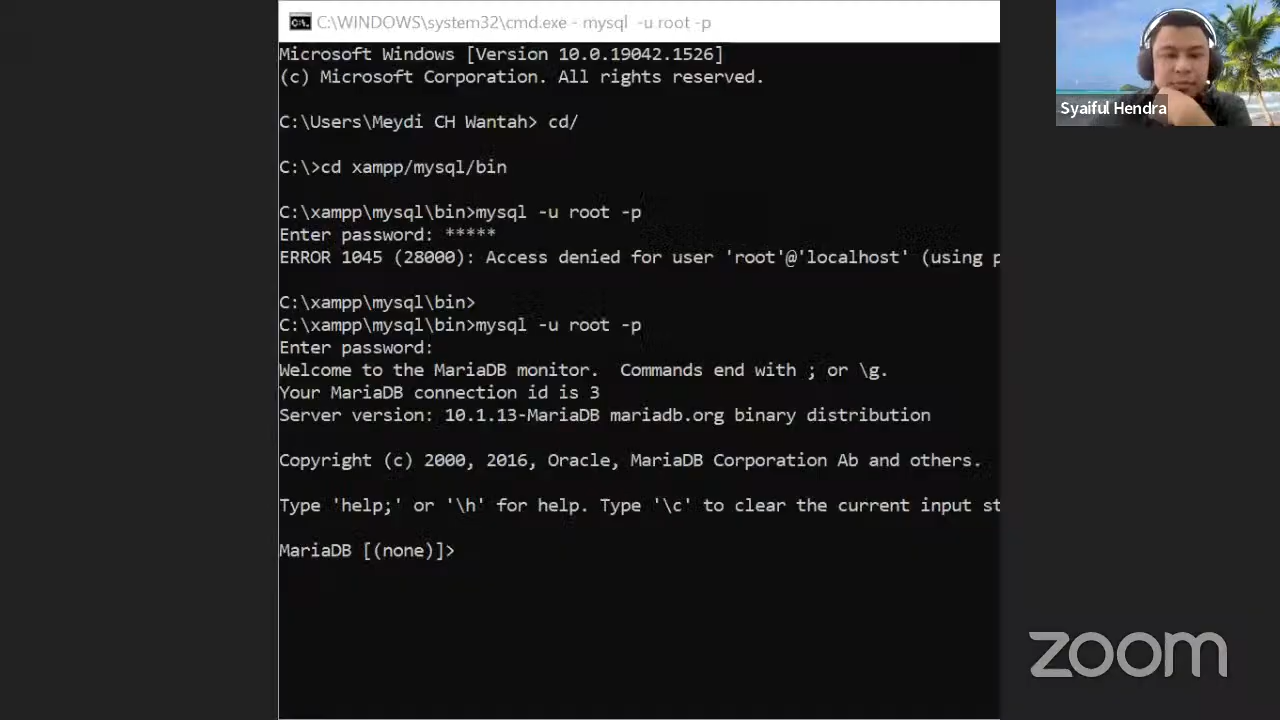 C:\WINDOWS\system32\cmd.exe - mysql -u root -p
Microsoft Windows [Version 10.0.19042.1526]
(c) Microsoft Corporation. All rights reserved.
C:\Users\Meydi CH Wantah> cd/
C:\>cd xampp/mysql/bin
C:\xampp\mysql\bin>mysql -u root -p
Enter password: *****
ERROR 1045 (28000): Access denied for user 'root'@'localhost' (using p
C:\xampp\mysql\bin>
C:\xampp\mysql\bin>mysql -u root -p
Enter password:
Welcome to the MariaDB monitor.  Commands end with ; or \g.
Your MariaDB connection id is 3
Server version: 10.1.13-MariaDB mariadb.org binary distribution
Copyright (c) 2000, 2016, Oracle, MariaDB Corporation Ab and others.
Type 'help;' or '\h' for help. Type '\c' to clear the current input st
MariaDB [(none)]>
Syaiful Hendra
zoom